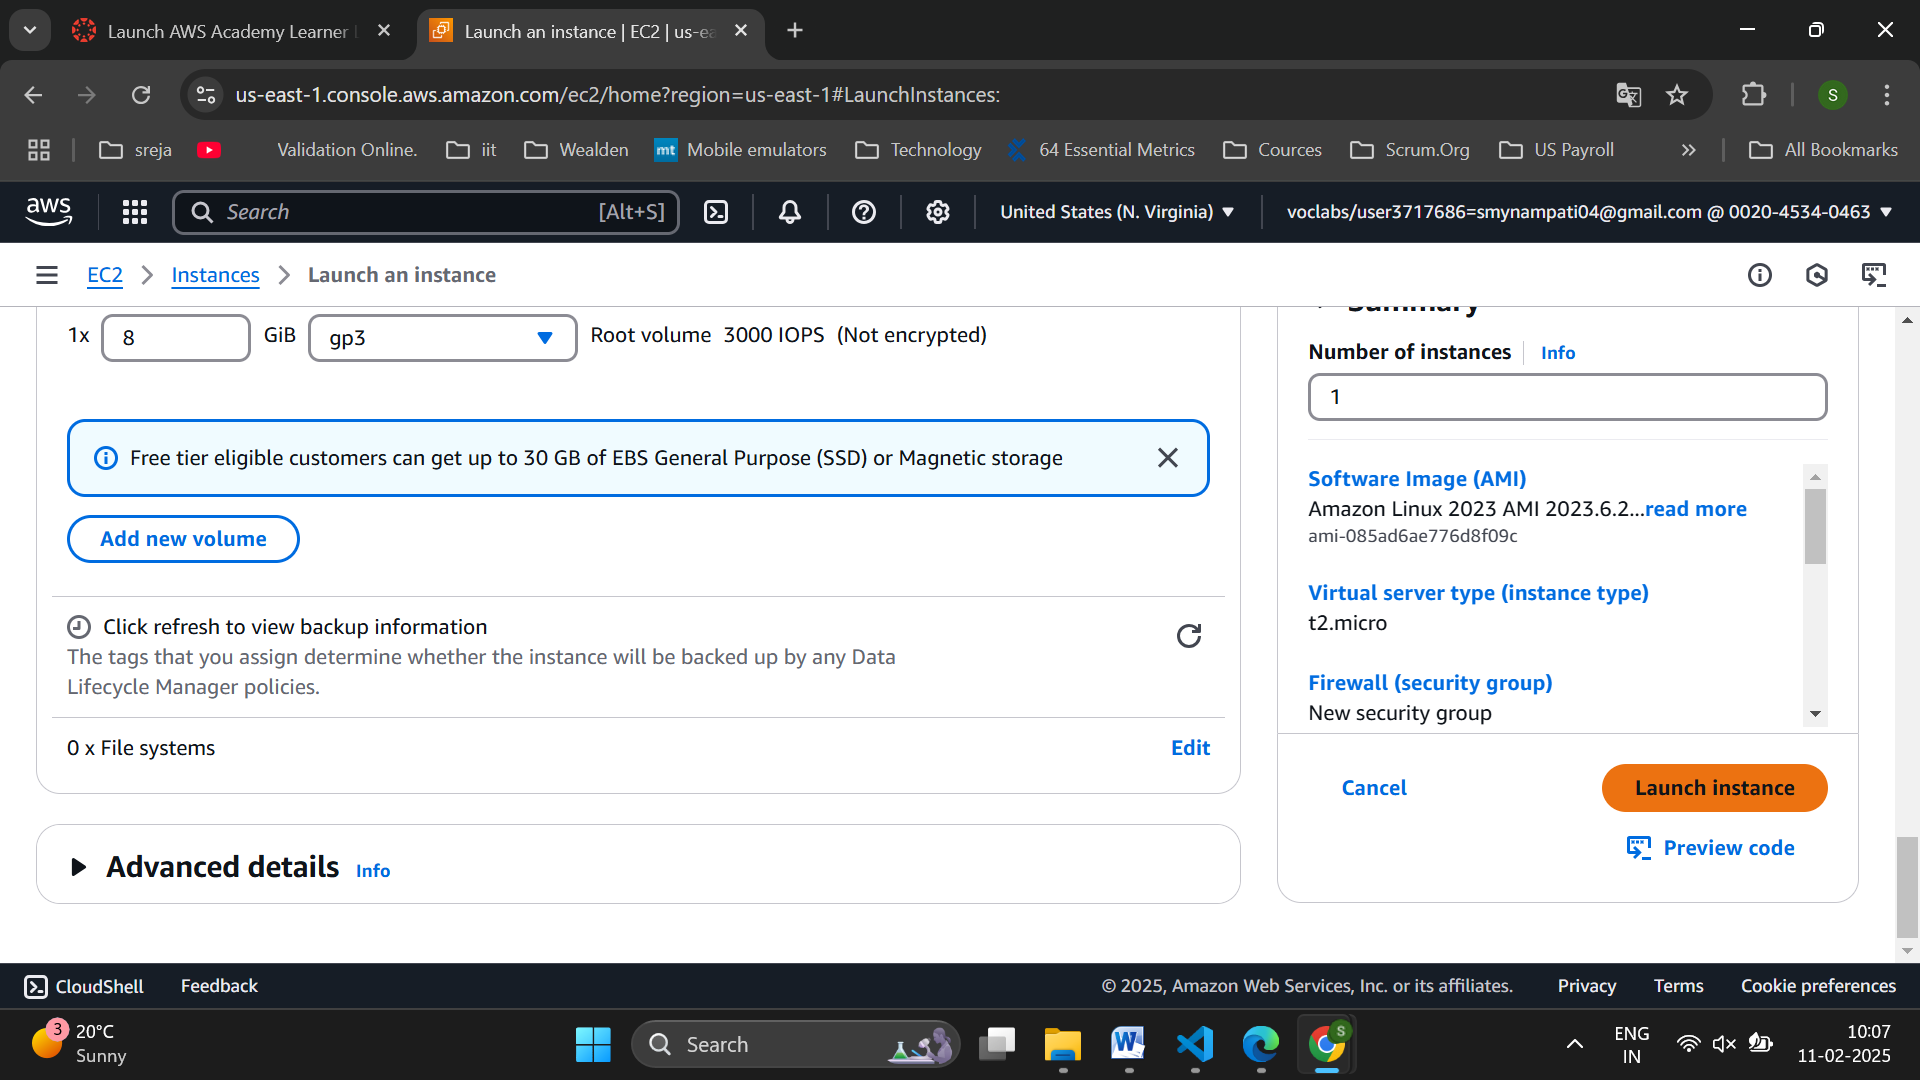 Launch AWS Academy Learner
Launch an instance | EC2 | us-ea
us-east-1.console.aws.amazon.com/ec2/home?region=us-east-1#LaunchInstances:
S
sreja
Validation Online.
iit
Wealden
mt Mobile emulators
Technology
64 Essential Metrics
Cources
Scrum.Org
US Payroll
All Bookmarks
aws
Search [Alt+S]
United States (N. Virginia)
voclabs/user3717686=smynampati04@gmail.com @ 0020-4534-0463
EC2
Instances
Launch an instance
1x 8 GiB gp3 Root volume 3000 IOPS (Not encrypted)
Free tier eligible customers can get up to 30 GB of EBS General Purpose (SSD) or Magnetic storage
Add new volume
Click refresh to view backup information
The tags that you assign determine whether the instance will be backed up by any Data
Lifecycle Manager policies.
0 x File systems
Edit
Advanced details Info
Summary
Number of instances Info
1
Software Image (AMI)
Amazon Linux 2023 AMI 2023.6.2...read more
ami-085ad6ae776d8f09c
Virtual server type (instance type)
t2.micro
Firewall (security group)
New security group
Cancel
Launch instance
Preview code
CloudShell
Feedback
© 2025, Amazon Web Services, Inc. or its affiliates.
Privacy
Terms
Cookie preferences
3
20°C
Sunny
Search
W
S
ENG
IN
10:07
11-02-2025